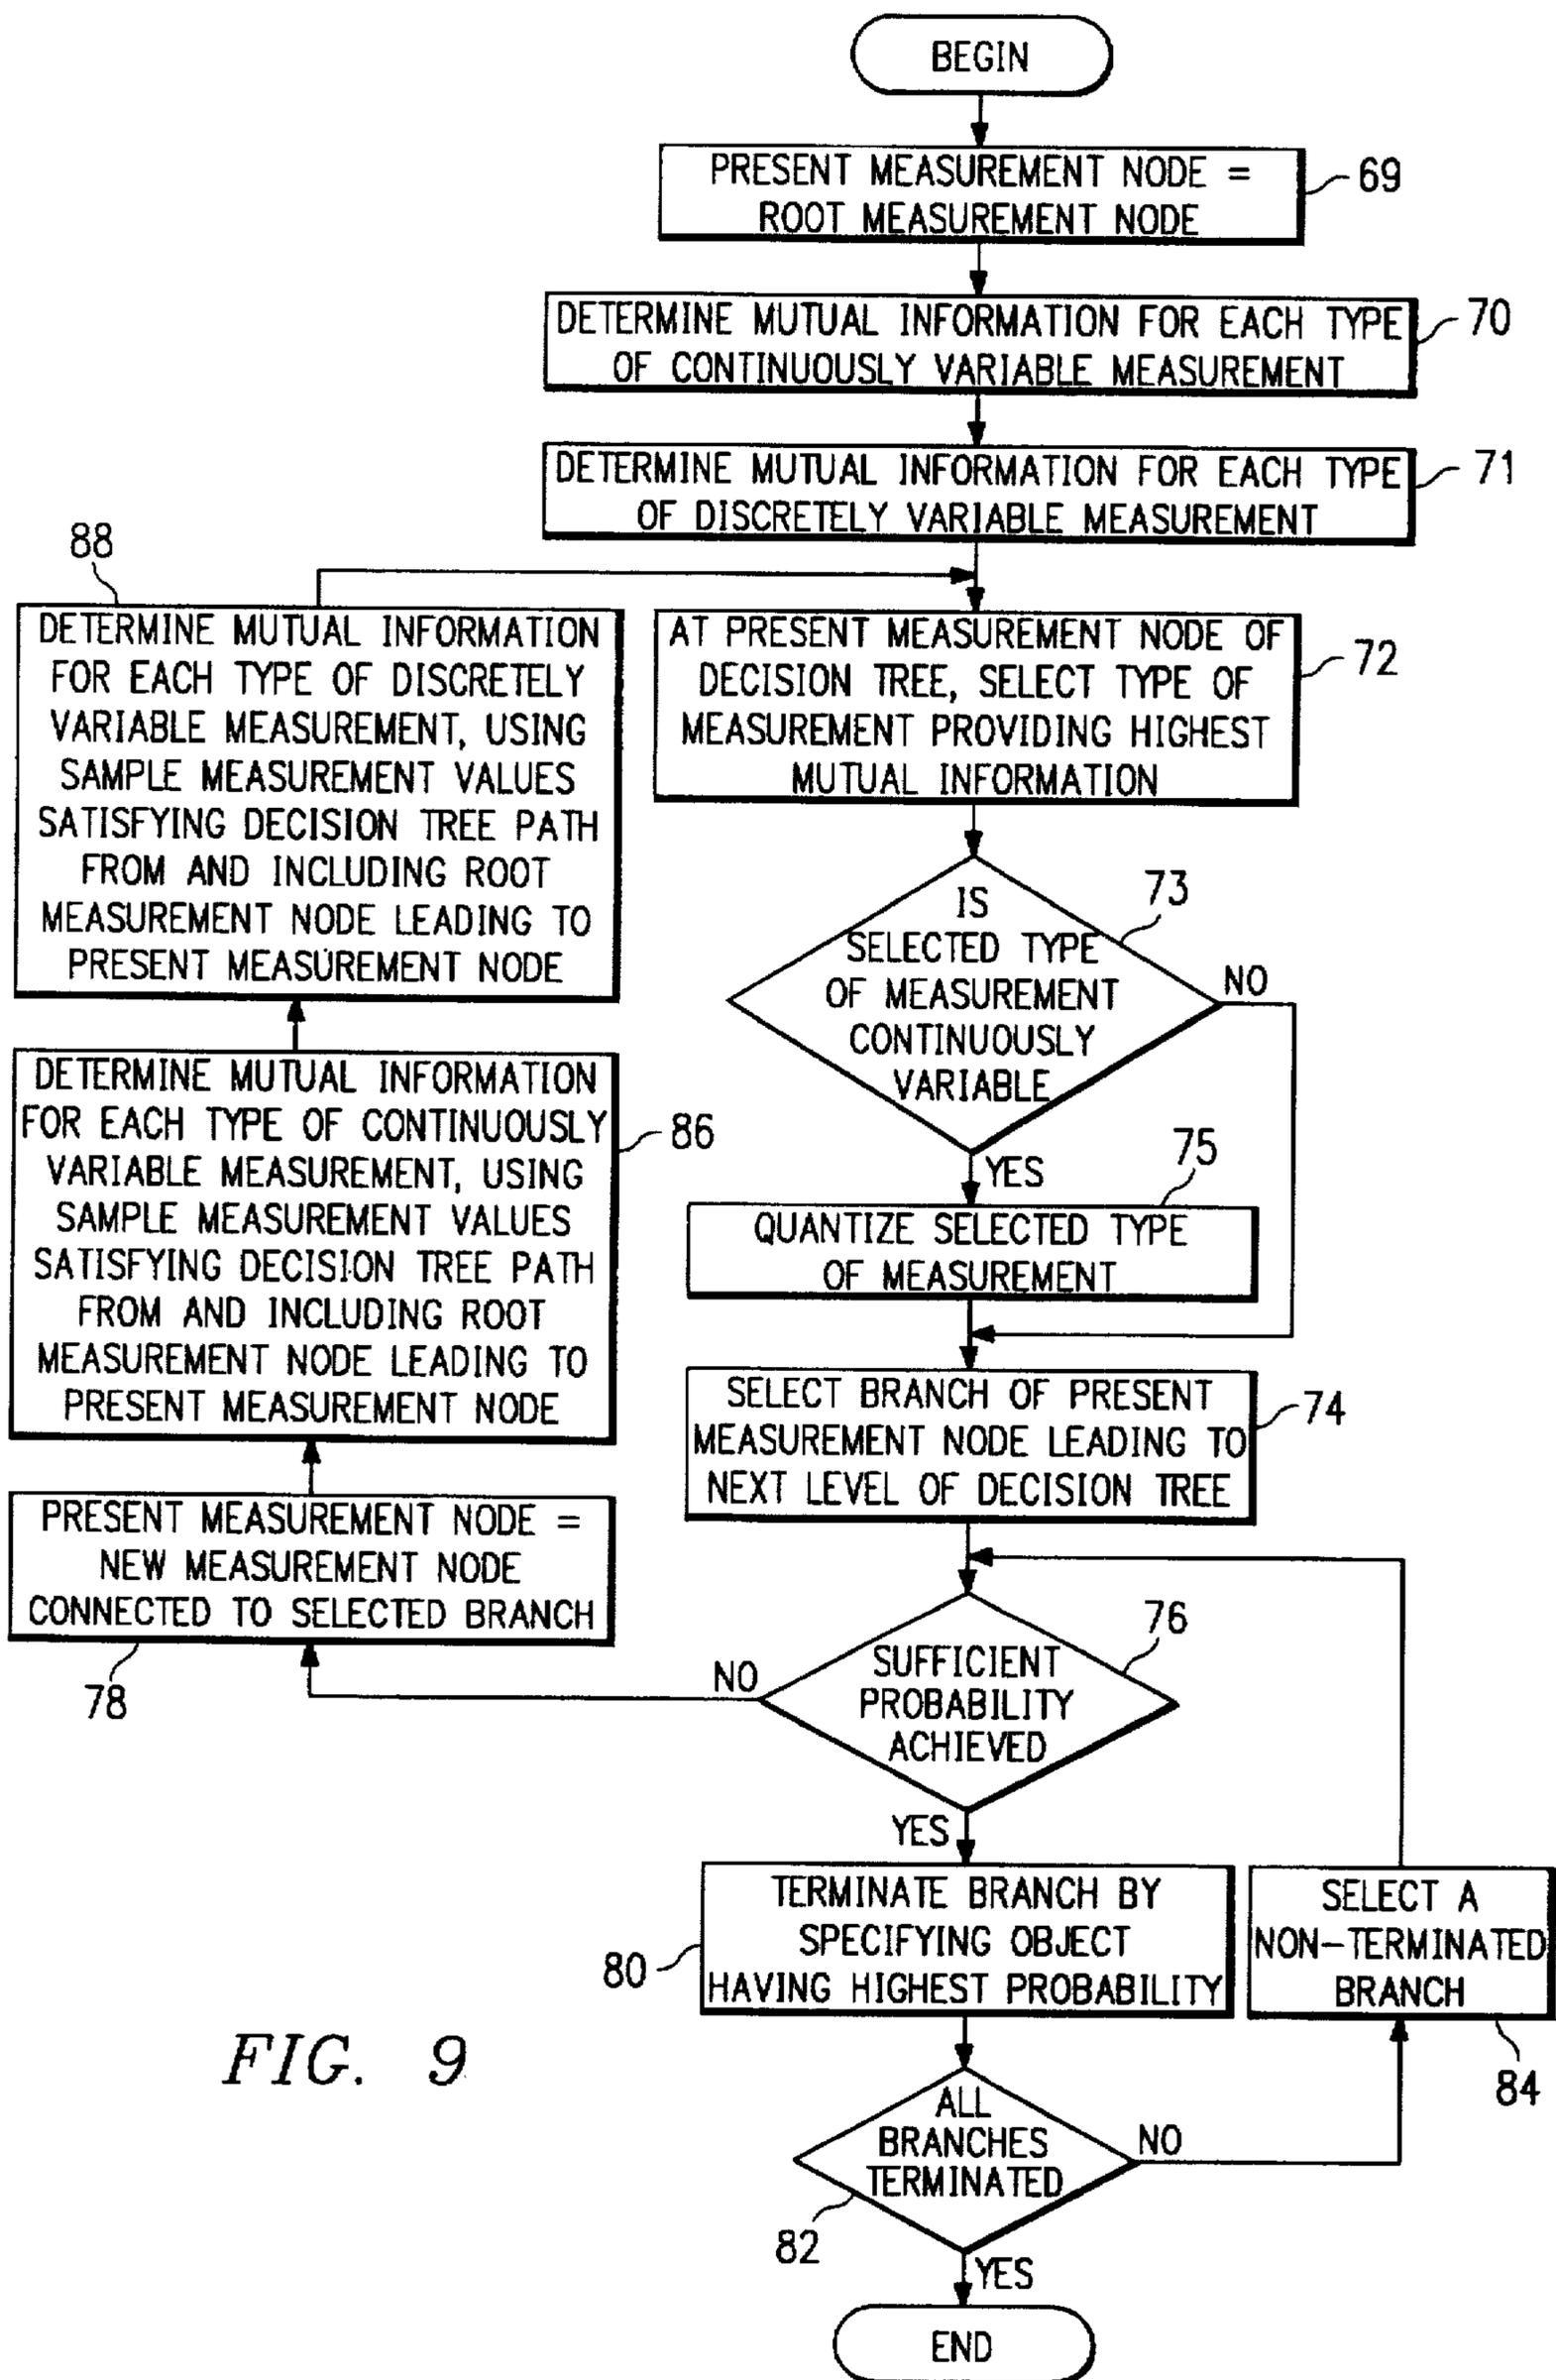 BEGIN
PRESENT MEASUREMENT NODE =
ROOT MEASUREMENT NODE
69
DETERMINE MUTUAL INFORMATION FOR EACH TYPE
OF CONTINUOUSLY VARIABLE MEASUREMENT
70
DETERMINE MUTUAL INFORMATION FOR EACH TYPE
OF DISCRETELY VARIABLE MEASUREMENT
71
88
DETERMINE MUTUAL INFORMATION
FOR EACH TYPE OF DISCRETELY
VARIABLE MEASUREMENT, USING
SAMPLE MEASUREMENT VALUES
SATISFYING DECISION TREE PATH
FROM AND INCLUDING ROOT
MEASUREMENT NODE LEADING TO
PRESENT MEASUREMENT NODE
AT PRESENT MEASUREMENT NODE OF
DECISION TREE, SELECT TYPE OF
MEASUREMENT PROVIDING HIGHEST
MUTUAL INFORMATION
72
IS
SELECTED TYPE
OF MEASUREMENT
CONTINUOUSLY
VARIABLE
73
NO
YES
DETERMINE MUTUAL INFORMATION
FOR EACH TYPE OF CONTINUOUSLY
VARIABLE MEASUREMENT, USING
SAMPLE MEASUREMENT VALUES
SATISFYING DECISION TREE PATH
FROM AND INCLUDING ROOT
MEASUREMENT NODE LEADING TO
PRESENT MEASUREMENT NODE
86
75
QUANTIZE SELECTED TYPE
OF MEASUREMENT
SELECT BRANCH OF PRESENT
MEASUREMENT NODE LEADING TO
NEXT LEVEL OF DECISION TREE
74
PRESENT MEASUREMENT NODE =
NEW MEASUREMENT NODE
CONNECTED TO SELECTED BRANCH
78
NO
SUFFICIENT
PROBABILITY
ACHIEVED
76
YES
TERMINATE BRANCH BY
SPECIFYING OBJECT
HAVING HIGHEST PROBABILITY
80
SELECT A
NON-TERMINATED
BRANCH
84
ALL
BRANCHES
TERMINATED
82
NO
YES
END
FIG. 9